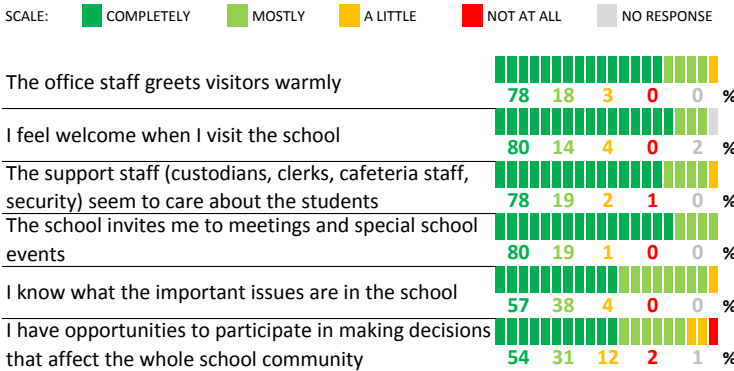 SCALE: COMPLETELY MOSTLY A LITTLE NOT AT ALL NO RESPONSE
The office staff greets visitors warmly
78 18 3 0 0 %
I feel welcome when I visit the school
80 14 4 0 2 %
The support staff (custodians, clerks, cafeteria staff,
security) seem to care about the students
78 19 2 1 0 %
The school invites me to meetings and special school
events
80 19 1 0 0 %
I know what the important issues are in the school
57 38 4 0 0 %
I have opportunities to participate in making decisions
that affect the whole school community
54 31 12 2 1 %